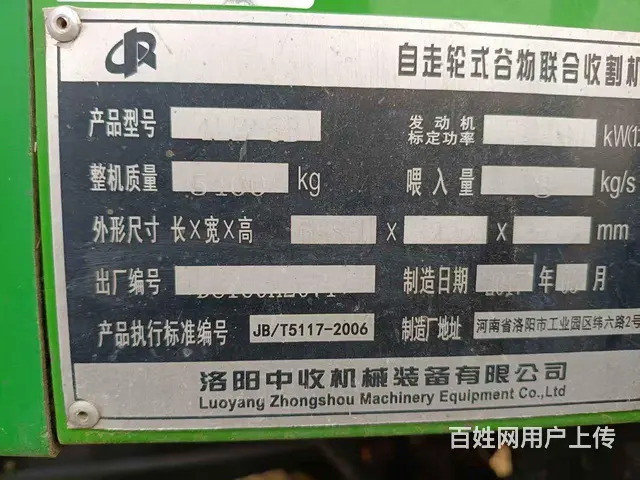 自走轮式谷物联合收割机
产品型号
发动机
标定功率 kW
整机质量 kg 喂入量 kg/s
外形尺寸 长×宽×高 × × mm
出厂编号 制造日期 年 月
产品执行标准编号 JB/T5117-2006 制造厂地址 河南省洛阳市工业园区纬六路2号
洛阳中收机械装备有限公司
Luoyang Zhongshou Machinery Equipment Co.,Ltd
百姓网用户上传